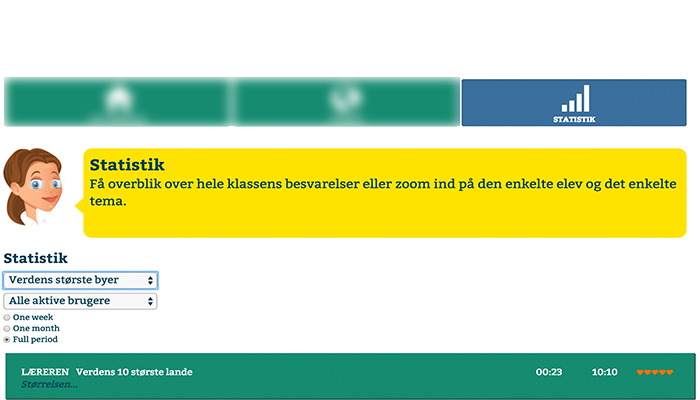 STATISTIK
Statistik
Få overblik over hele klassens besvarelser eller zoom ind på den enkelte elev og det enkelte
tema.
Statistik
Verdens største byer
Alle aktive brugere
One week
One month
Full period
LÆREREN Verdens 10 største lande 00:23 10:10
Størrelsen...